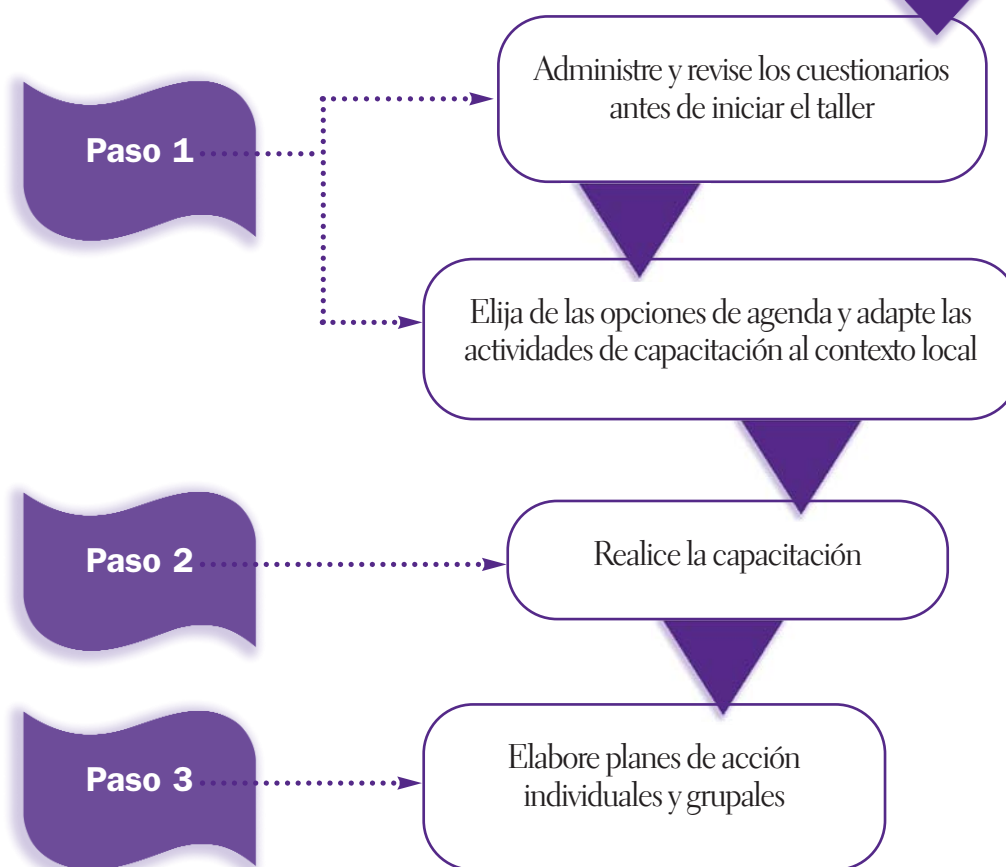 Paso 1
Administre y revise los cuestionarios
antes de iniciar el taller
Elija de las opciones de agenda y adapte las
actividades de capacitación al contexto local
Paso 2
Realice la capacitación
Paso 3
Elabore planes de acción
individuales y grupales